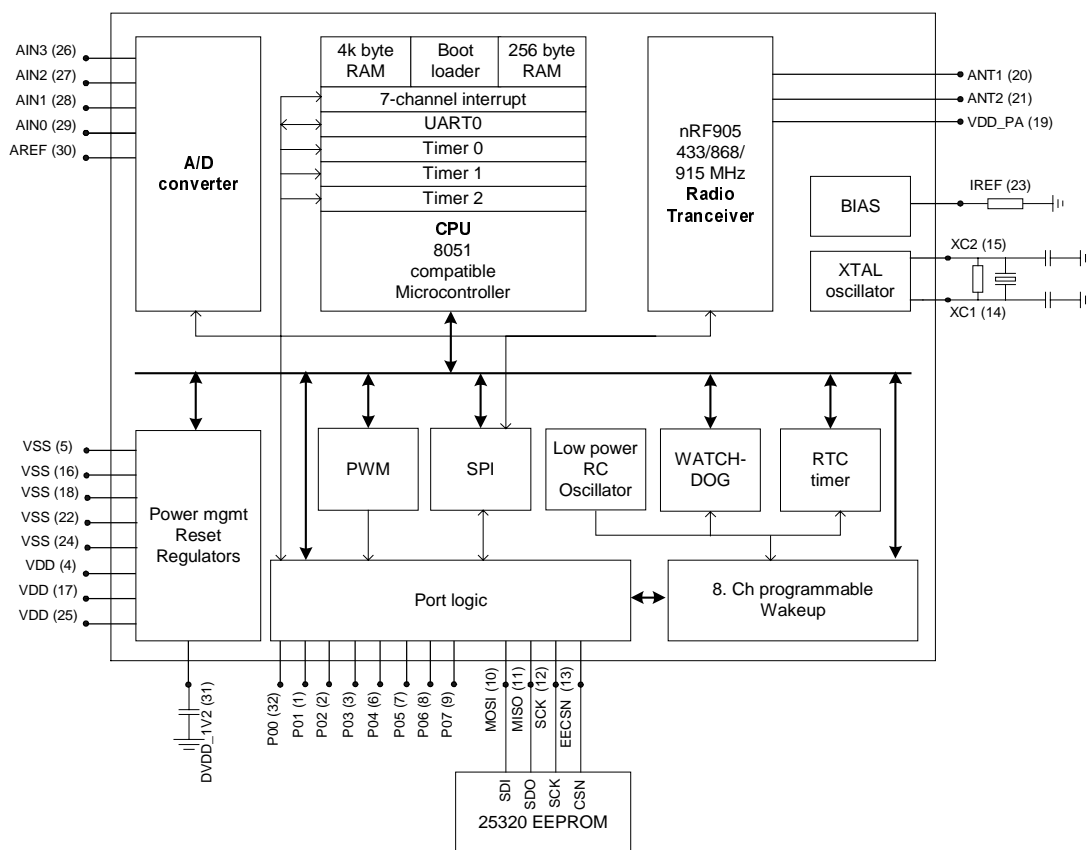 AIN3 (26)
AIN2 (27)
AIN1 (28)
AIN0 (29)
AREF (30)
A/D
converter
4k byte
RAM
Boot
loader
256 byte
RAM
7-channel interrupt
UART0
Timer 0
Timer 1
Timer 2
CPU
8051
compatible
Microcontroller
nRF905
433/868/
915 MHz
Radio
Tranceiver
ANT1 (20)
ANT2 (21)
VDD_PA (19)
BIAS
IREF (23)
XTAL
oscillator
XC2 (15)
XC1 (14)
VSS (5)
VSS (16)
VSS (18)
VSS (22)
VSS (24)
VDD (4)
VDD (17)
VDD (25)
Power mgmt
Reset
Regulators
PWM
SPI
Low power
RC
Oscillator
WATCH-
DOG
RTC
timer
Port logic
8. Ch programmable
Wakeup
DVDD_1V2 (31)
P00 (32)
P01 (1)
P02 (2)
P03 (3)
P04 (6)
P05 (7)
P06 (8)
P07 (9)
MOSI (10)
MISO (11)
SCK (12)
EECSN (13)
SDI
SDO
SCK
CSN
25320 EEPROM